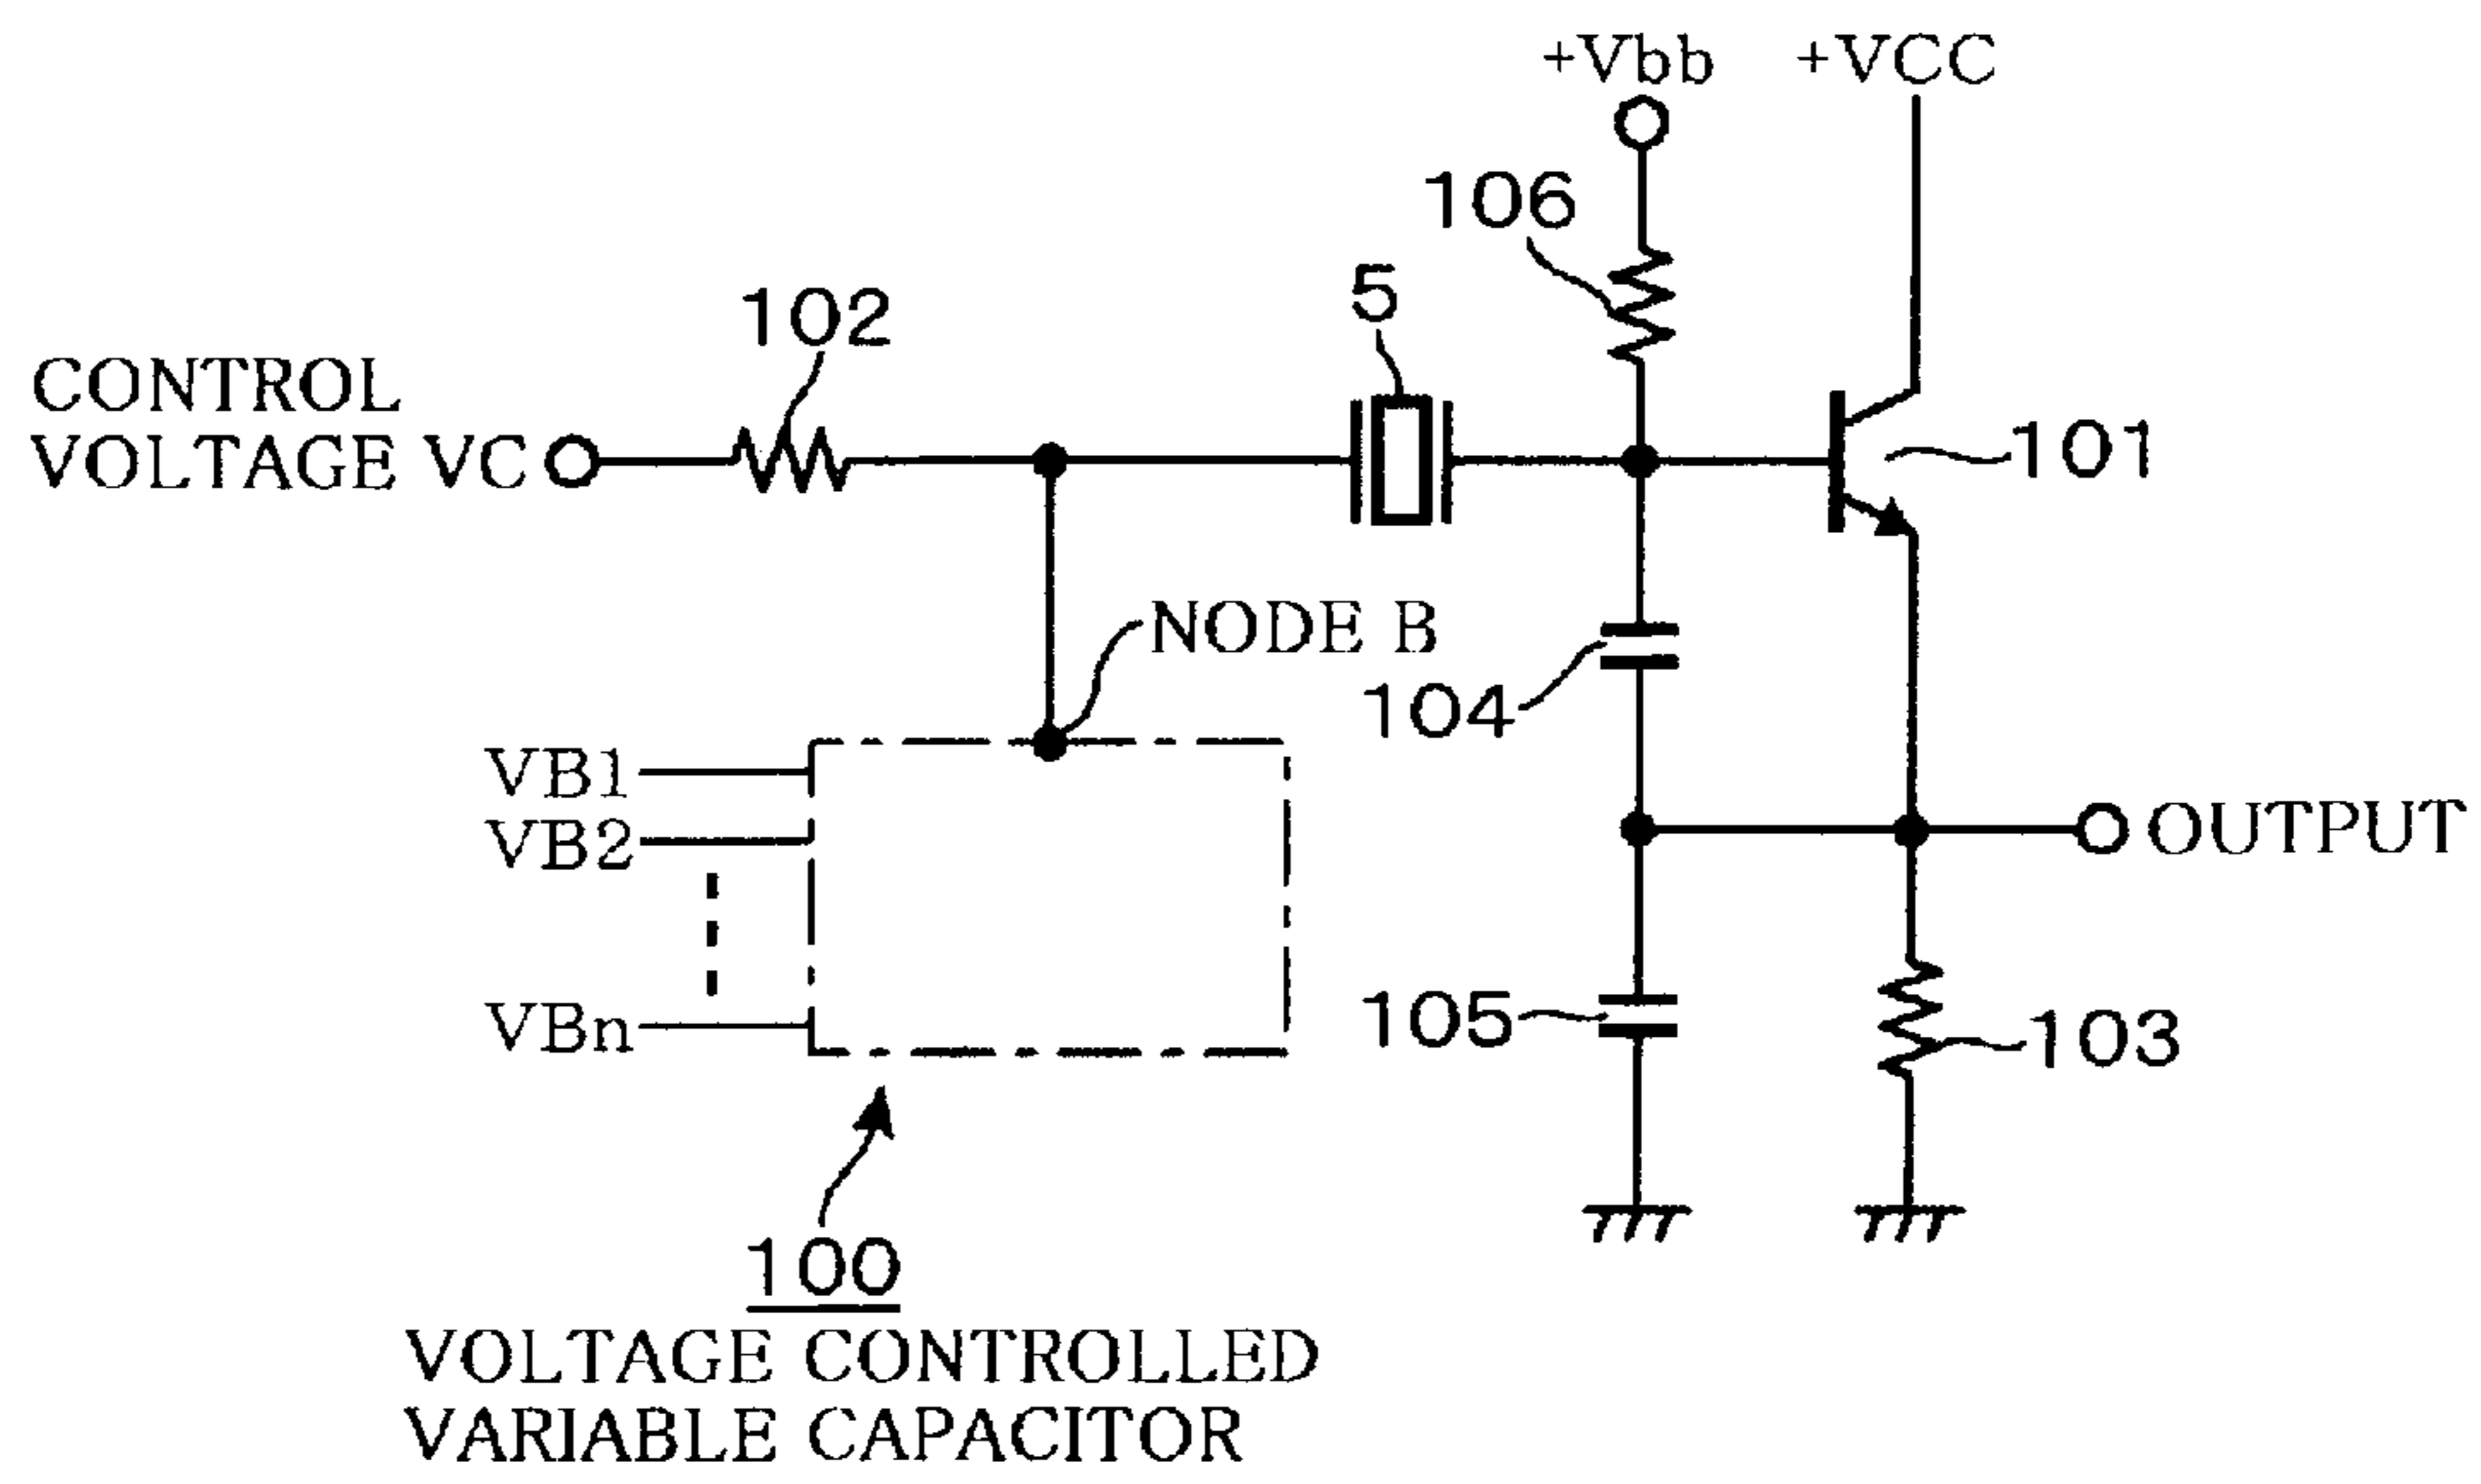 +Vbb +VCC
106
5
102
CONTROL
VOLTAGE VC
101
NODE B
104
VB1
VB2
OUTPUT
VBn
105
103
100
VOLTAGE CONTROLLED
VARIABLE CAPACITOR